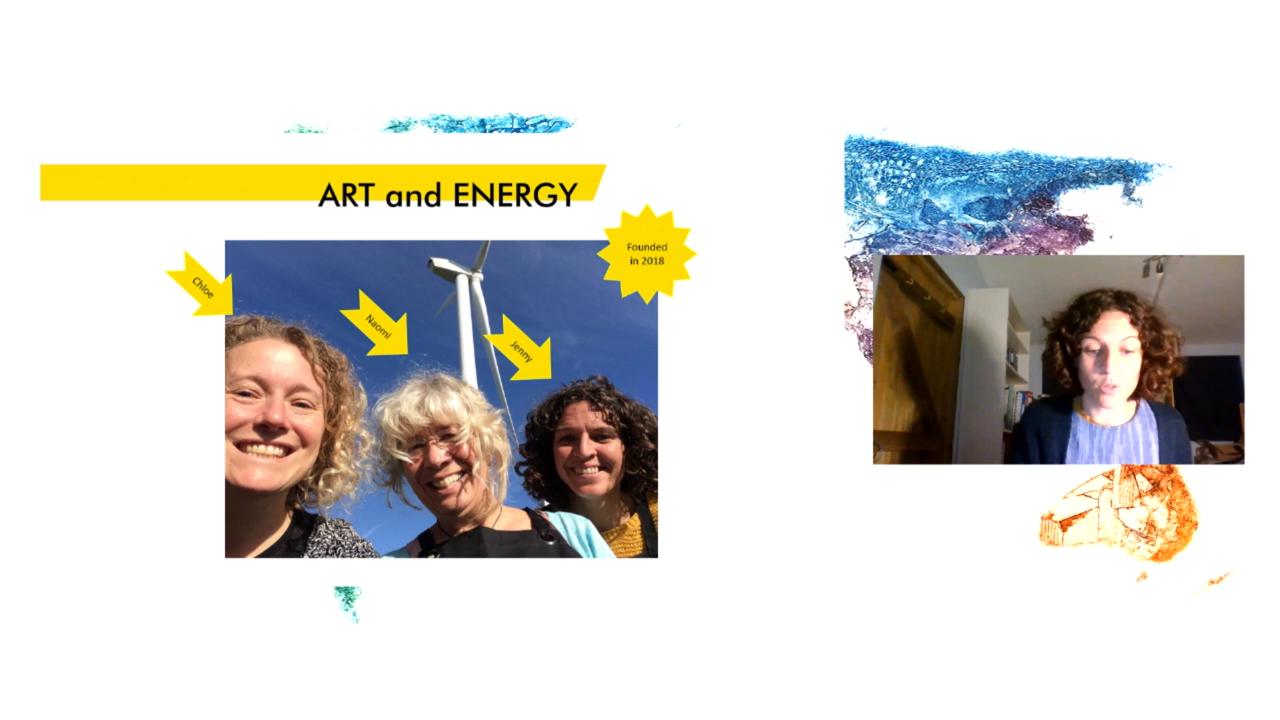 ART and ENERGY
Founded
in 2018
Chloe
Naomi
Jenny